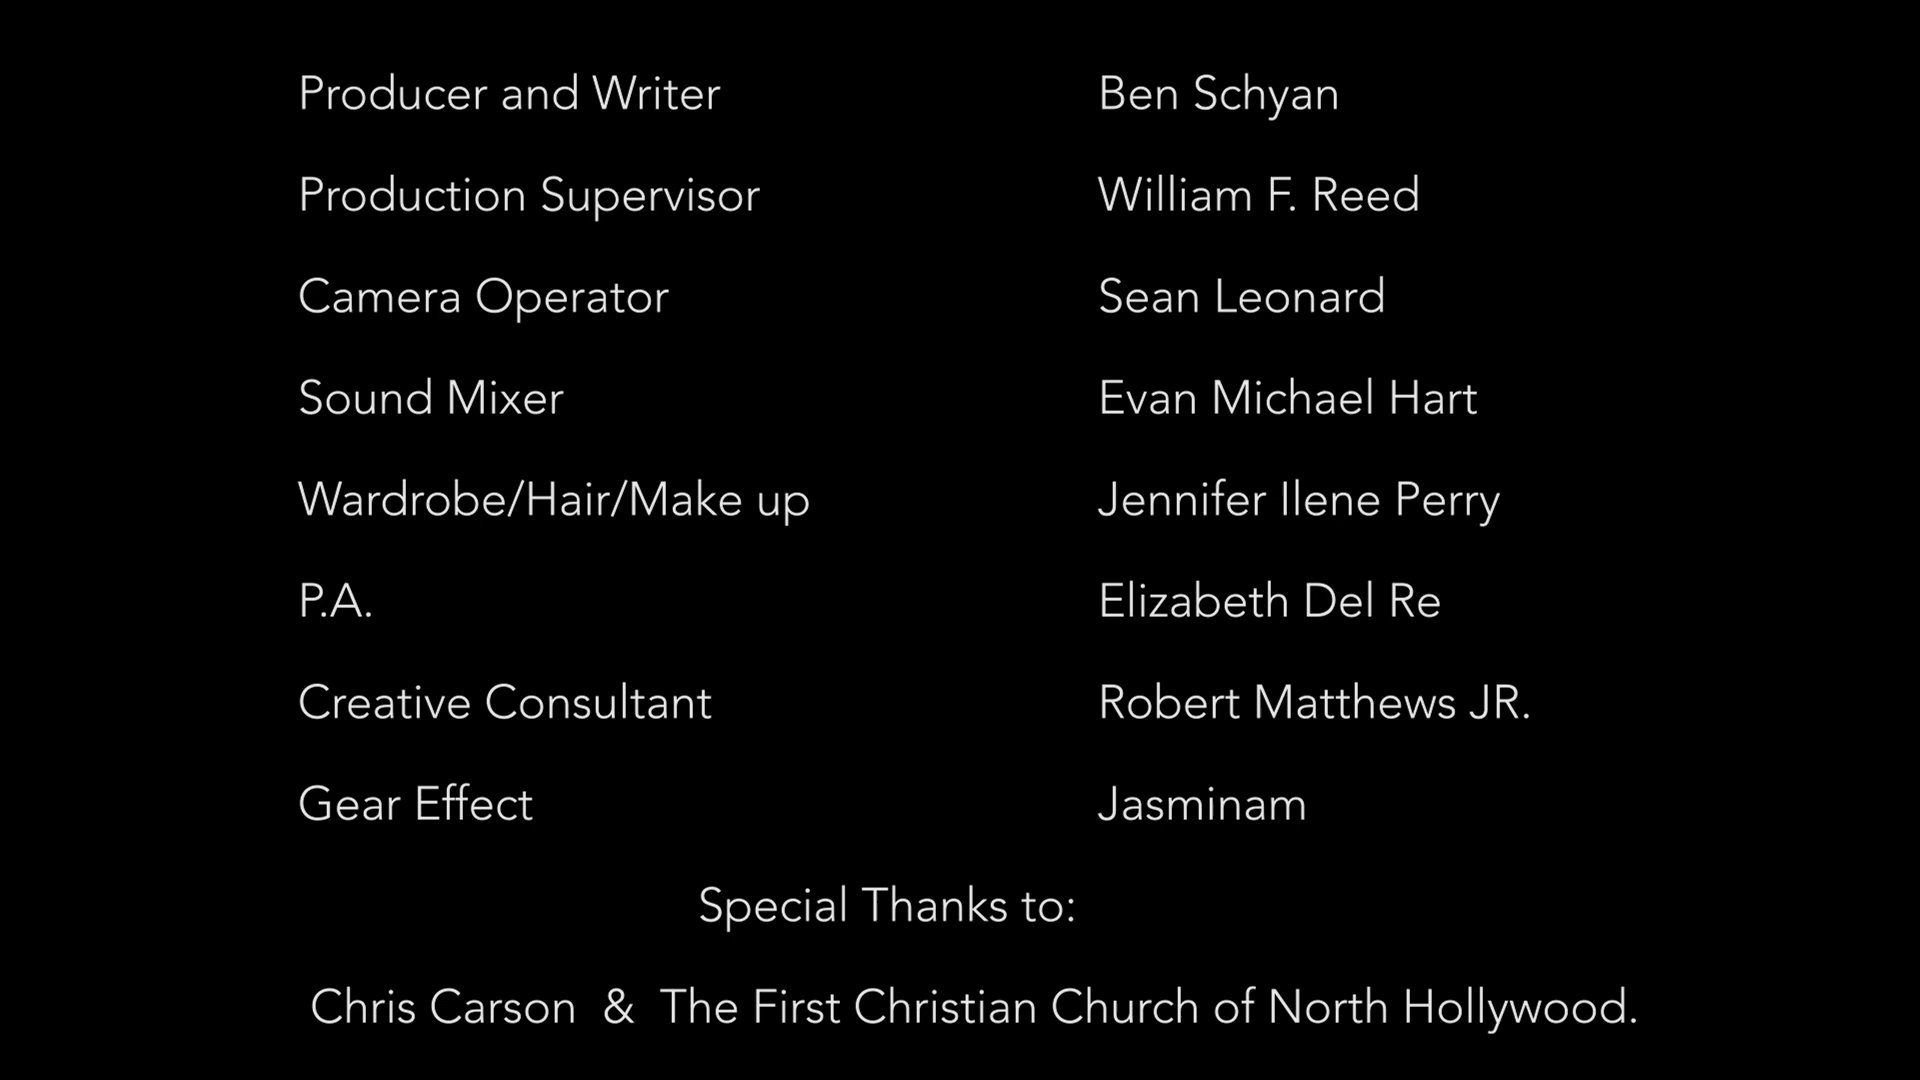 Producer and Writer Ben Schyan
Production Supervisor William F. Reed
Camera Operator Sean Leonard
Sound Mixer Evan Michael Hart
Wardrobe/Hair/Make up Jennifer Ilene Perry
P.A. Elizabeth Del Re
Creative Consultant Robert Matthews JR.
Gear Effect Jasminam
Special Thanks to:
Chris Carson & The First Christian Church of North Hollywood.